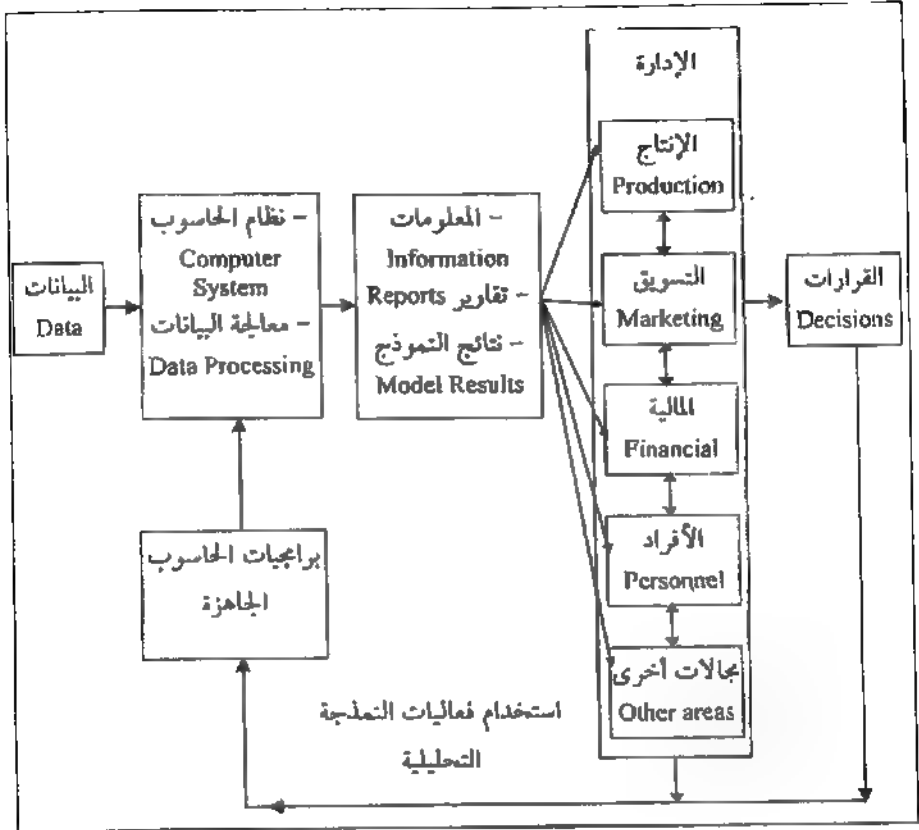 البيانات
Data
- نظام الحاسوب
Computer
System
- معالجة البيانات
Data Processing
- المعلومات
Information
- تقارير Reports
- نتائج النموذج
Model Results
الإدارة
الإنتاج
Production
التسويق
Marketing
المالية
Financial
الأفراد
Personnel
مجالات أخرى
Other areas
القرارات
Decisions
برامجيات الحاسوب
الجاهزة
استخدام فعاليات النمذجة
التحليلية